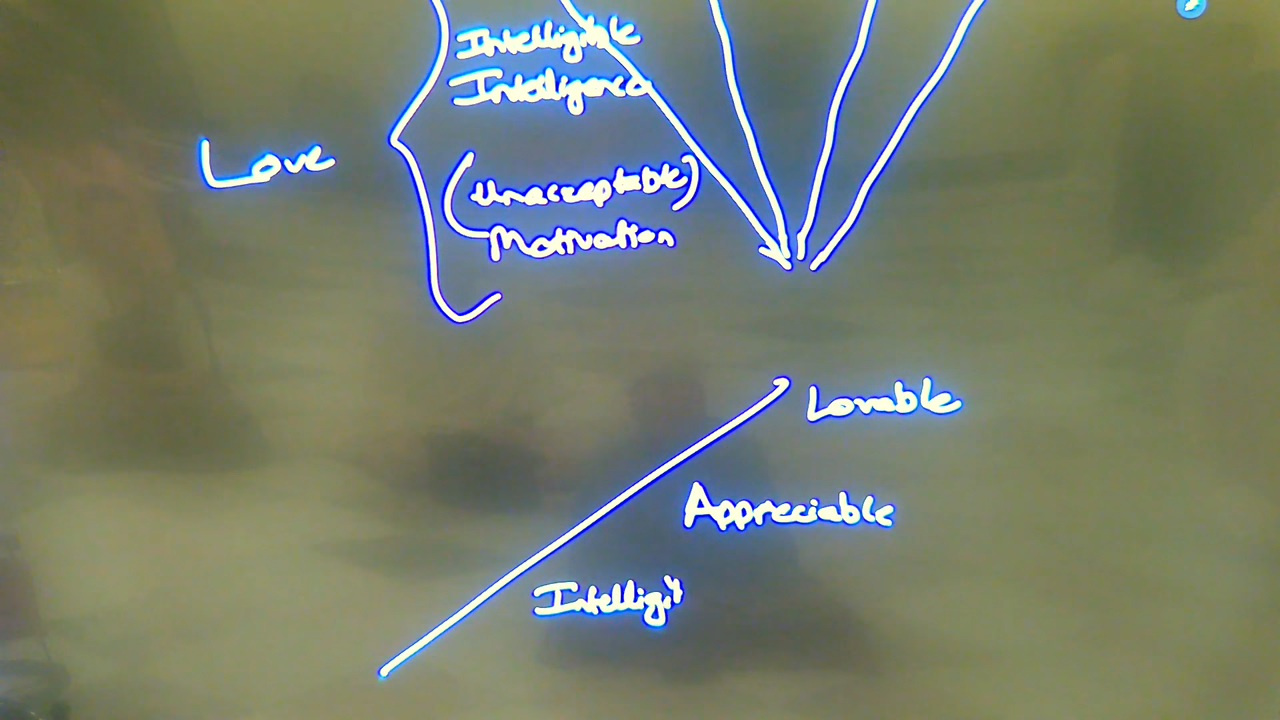 Intelligible
Intelligence
Love
(Unacceptable)
Motivation
Lovable
Appreciable
Intelligi